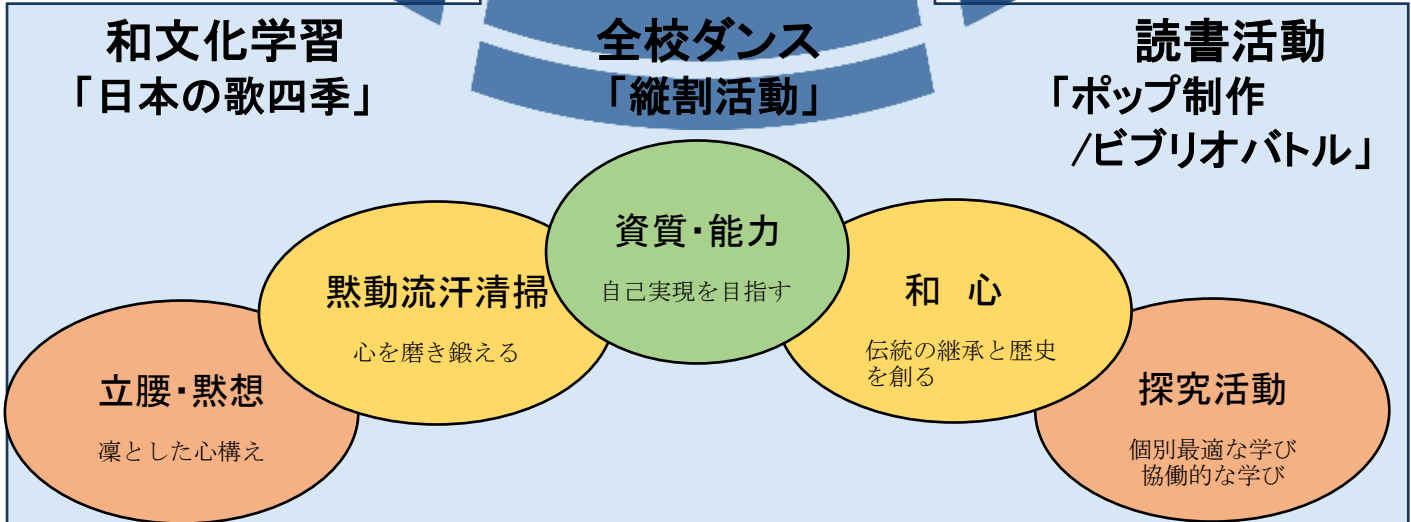 和文化学習
「日本の歌四季」
全校ダンス
「縦割活動」
読書活動
「ポップ制作
/ビブリオバトル」
資質・能力
自己実現を目指す
黙動流汗清掃
心を磨き鍛える
和 心
伝統の継承と歴史
を創る
立腰・黙想
凜とした心構え
探究活動
個別最適な学び
協働的な学び